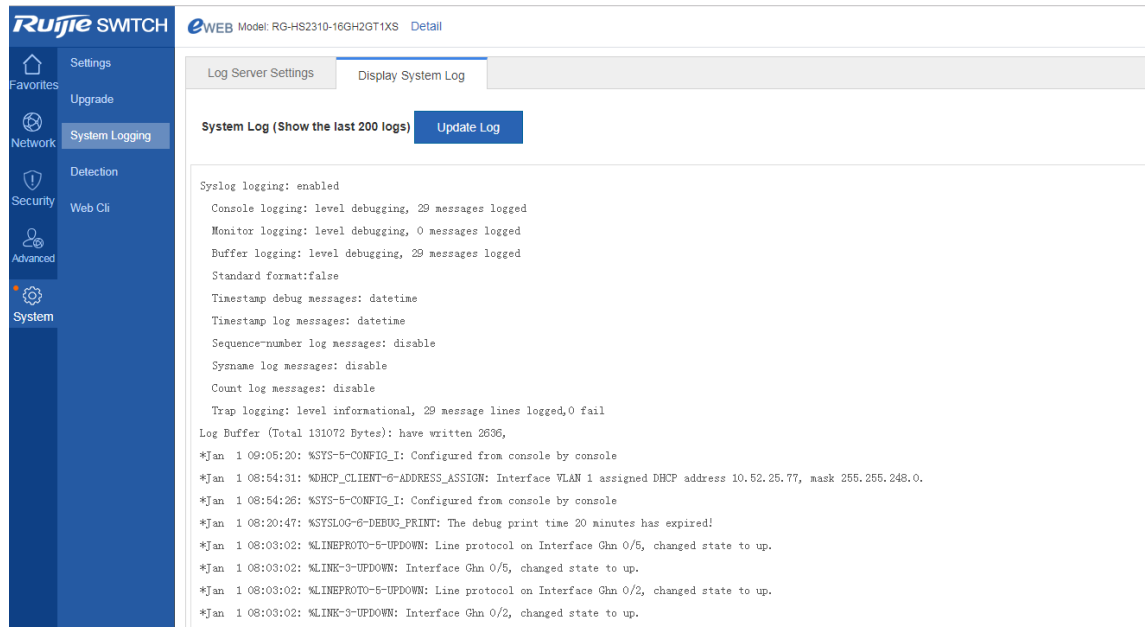 Ruijie SWITCH
eWEB Model: RG-HS2310-16GH2GT1XS Detail
Favorites
Network
Security
Advanced
System
Settings
Upgrade
System Logging
Detection
Web Cli
Log Server Settings
Display System Log
System Log (Show the last 200 logs) Update Log
Syslog logging: enabled
Console logging: level debugging, 29 messages logged
Monitor logging: level debugging, 0 messages logged
Buffer logging: level debugging, 29 messages logged
Standard format:false
Timestamp debug messages: datetime
Timestamp log messages: datetime
Sequence-number log messages: disable
Sysname log messages: disable
Count log messages: disable
Trap logging: level informational, 29 message lines logged,0 fail
Log Buffer (Total 131072 Bytes): have written 2636,
*Jan  1 09:05:20: %SYS-5-CONFIG_I: Configured from console by console
*Jan  1 08:54:31: %DHCP_CLIENT-6-ADDRESS_ASSIGN: Interface VLAN 1 assigned DHCP address 10.52.25.77, mask 255.255.248.0.
*Jan  1 08:54:26: %SYS-5-CONFIG_I: Configured from console by console
*Jan  1 08:20:47: %SYSLOG-6-DEBUG_PRINT: The debug print time 20 minutes has expired!
*Jan  1 08:03:02: %LINEPROTO-5-UPDOWN: Line protocol on Interface Ghn 0/5, changed state to up.
*Jan  1 08:03:02: %LINK-3-UPDOWN: Interface Ghn 0/5, changed state to up.
*Jan  1 08:03:02: %LINEPROTO-5-UPDOWN: Line protocol on Interface Ghn 0/2, changed state to up.
*Jan  1 08:03:02: %LINK-3-UPDOWN: Interface Ghn 0/2, changed state to up.